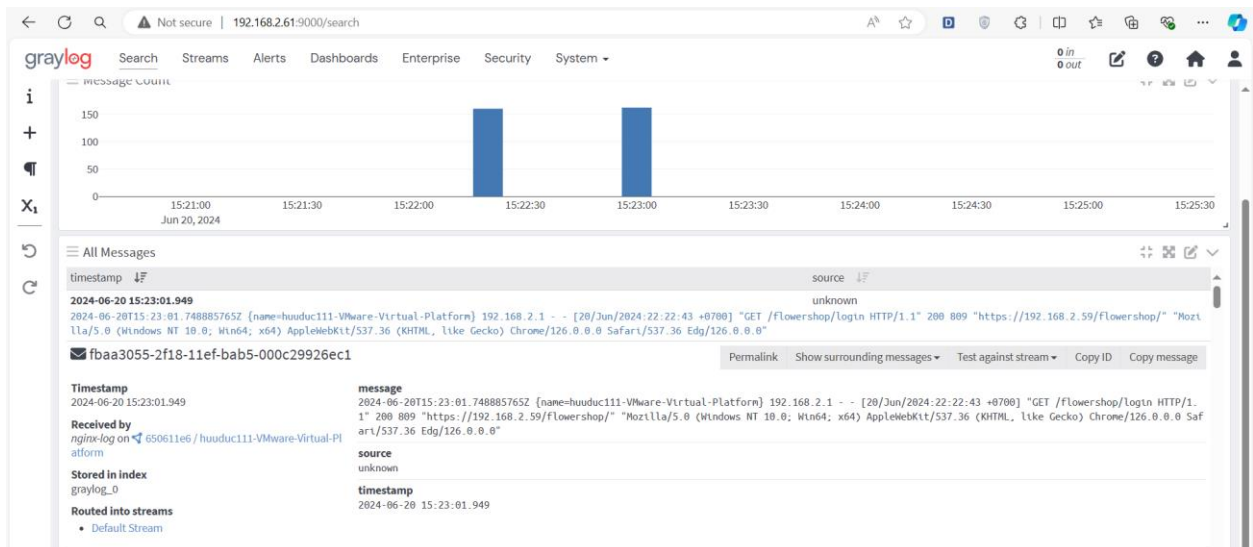 Not secure | 192.168.2.61:9000/search
graylog Search Streams Alerts Dashboards Enterprise Security System
0 in
0 out
Message Count
150
100
50
0
15:21:00 15:21:30 15:22:00 15:22:30 15:23:00 15:23:30 15:24:00 15:24:30 15:25:00 15:25:30
Jun 20, 2024
All Messages
timestamp source
2024-06-20 15:23:01.949 unknown
2024-06-20T15:23:01.748885765Z {name=huuduc111-VMware-Virtual-Platform} 192.168.2.1 - - [20/Jun/2024:22:22:43 +0700] "GET /flowershop/login HTTP/1.1" 200 809 "https://192.168.2.59/flowershop/" "Mozi
lla/5.0 (Windows NT 10.0; Win64; x64) AppleWebKit/537.36 (KHTML, like Gecko) Chrome/126.0.0.0 Safari/537.36 Edg/126.0.0.0"
fbaa3055-2f18-11ef-bab5-000c29926ec1
Permalink Show surrounding messages Test against stream Copy ID Copy message
Timestamp
2024-06-20 15:23:01.949
Received by
nginx-log on 650611e6 / huuduc111-VMware-Virtual-Pl
atform
Stored in index
graylog_0
Routed into streams
Default Stream
message
2024-06-20T15:23:01.748885765Z {name=huuduc111-VMware-Virtual-Platform} 192.168.2.1 - - [20/Jun/2024:22:22:43 +0700] "GET /flowershop/login HTTP/1.
1" 200 809 "https://192.168.2.59/flowershop/" "Mozilla/5.0 (Windows NT 10.0; Win64; x64) AppleWebKit/537.36 (KHTML, like Gecko) Chrome/126.0.0.0 Saf
ari/537.36 Edg/126.0.0.0"
source
unknown
timestamp
2024-06-20 15:23:01.949